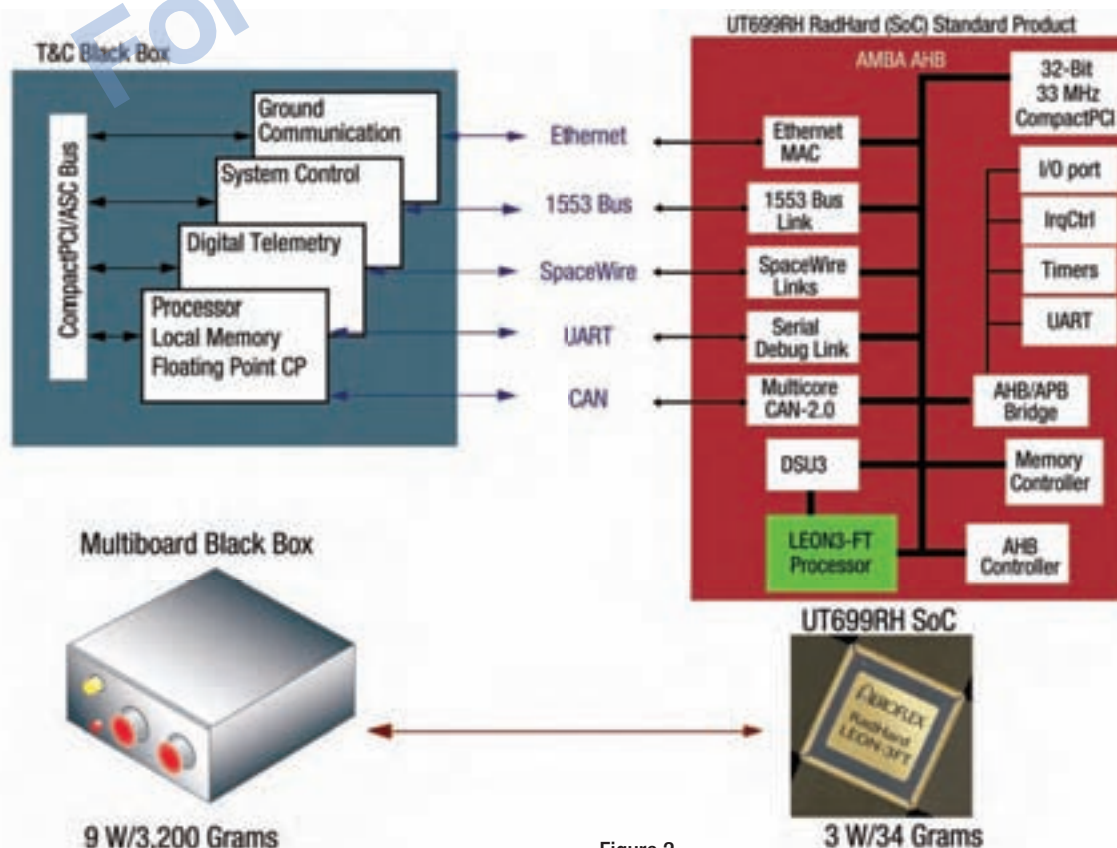 For
T&C Black Box
CompactPCI/ASC Bus
Ground
Communication
System Control
Digital Telemetry
Processor
Local Memory
Floating Point CP
Ethernet
1553 Bus
SpaceWire
UART
CAN
UT699RH RadHard (SoC) Standard Product
AMBA AHB
Ethernet
MAC
1553 Bus
Link
SpaceWire
Links
Serial
Debug Link
Multicore
CAN-2.0
DSU3
LEON3-FT
Processor
32-Bit
33 MHz
CompactPCI
I/O port
IrqCtrl
Timers
UART
AHB/APB
Bridge
Memory
Controller
AHB
Controller
Multiboard Black Box
9 W/3,200 Grams
UT699RH SoC
AEROFLEX
RadHard
LEON-3FT
3 W/34 Grams
Figure 2